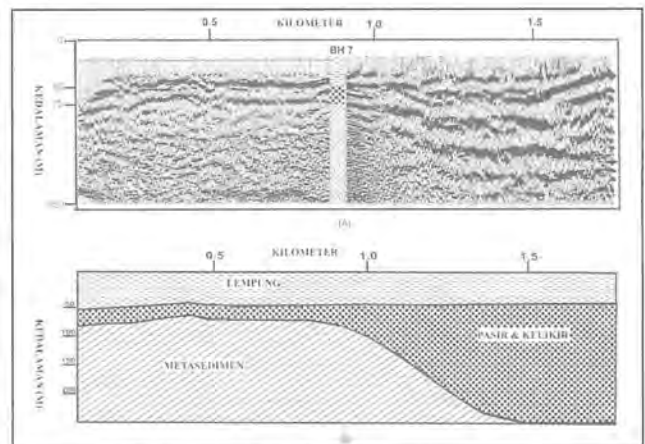 KILOMETER
0.5 1.0 1.5
BH 7
KEDALAMAN (M)
(A)
KILOMETER
0.5 1.0 1.5
LEMPUNG
KEDALAMAN (M)
PASIR & KELIKIR
METASEDIMEN